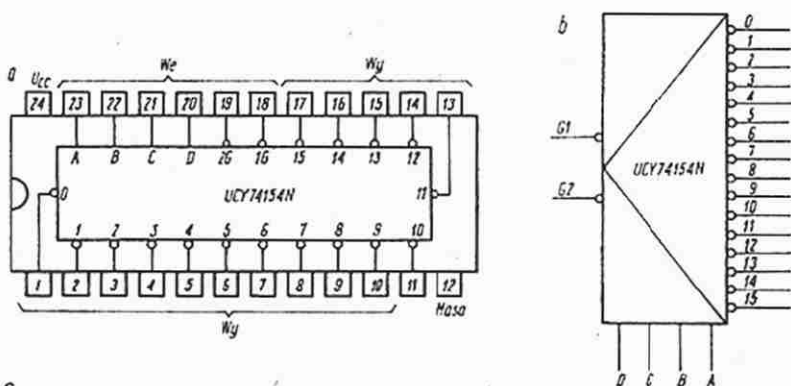 a
Ucc We Wy
24 23 22 21 20 19 18 17 16 15 14 13
A B C D 2G 1G 15 14 13 12
0 UCY74154N 11
1 2 3 4 5 6 7 8 9 10
1 2 3 4 5 6 7 8 9 10 11 12
Wy Masa
b
0
1
2
3
4
5
6
7
8
9
10
11
12
13
14
15
G1
G2
UCY74154N
D C B A